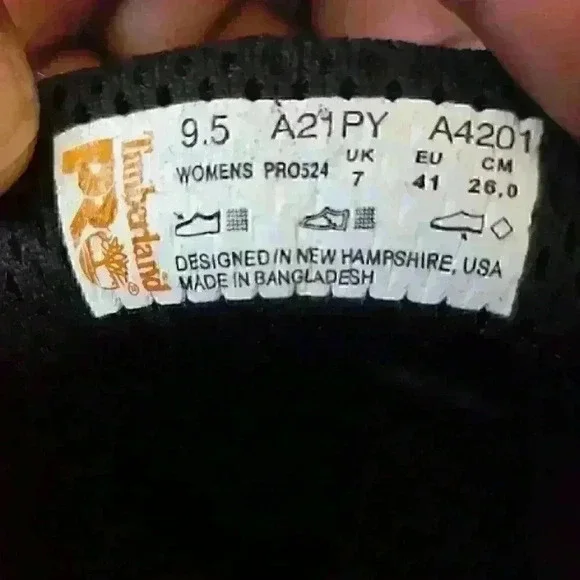 9.5 A21PY A4201
WOMENS PRO524 UK 7 EU 41 CM 26.0
DESIGNED IN NEW HAMPSHIRE, USA
MADE IN BANGLADESH
Timberland ®
PRO